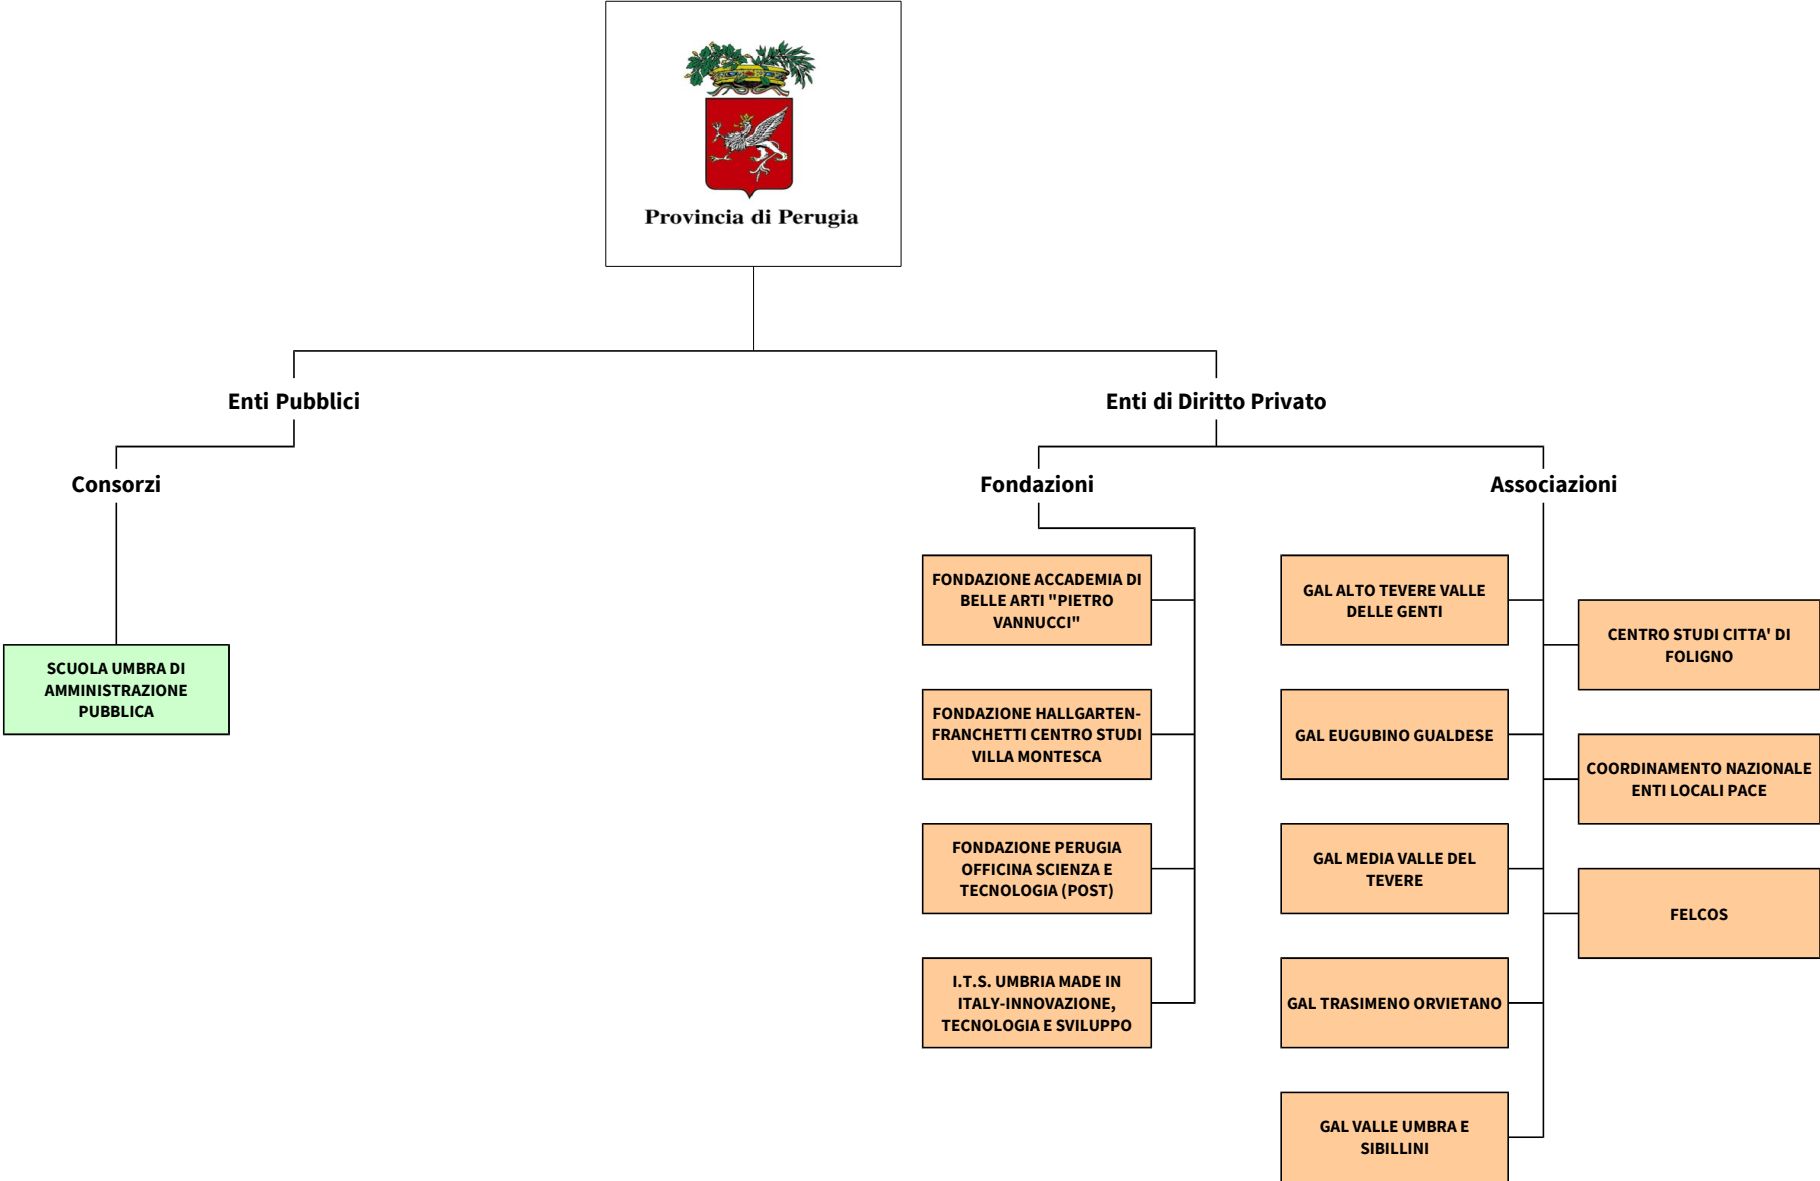 Provincia di Perugia
Enti Pubblici
Enti di Diritto Privato
Consorzi
Fondazioni
Associazioni
SCUOLA UMBRA DI
AMMINISTRAZIONE
PUBBLICA
FONDAZIONE ACCADEMIA DI
BELLE ARTI "PIETRO
VANNUCCI"
FONDAZIONE HALLGARTEN-
FRANCHETTI CENTRO STUDI
VILLA MONTESCA
FONDAZIONE PERUGIA
OFFICINA SCIENZA E
TECNOLOGIA (POST)
I.T.S. UMBRIA MADE IN
ITALY-INNOVAZIONE,
TECNOLOGIA E SVILUPPO
GAL ALTO TEVERE VALLE
DELLE GENTI
GAL EUGUBINO GUALDESE
GAL MEDIA VALLE DEL
TEVERE
GAL TRASIMENO ORVIETANO
GAL VALLE UMBRA E
SIBILLINI
CENTRO STUDI CITTA' DI
FOLIGNO
COORDINAMENTO NAZIONALE
ENTI LOCALI PACE
FELCOS